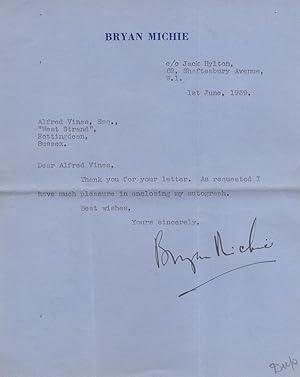 BRYAN MICHIE
c/o Jack Hylton,
62, Shaftesbury Avenue,
W.1.
1st June, 1939.
Alfred Vines, Esq.,
"West Strand",
Rottingdean,
Sussex.
Dear Alfred Vines,
Thank you for your letter. As requested I
have much pleasure in enclosing my autograph.
Best wishes,
Yours sincerely,
Bryan Michie